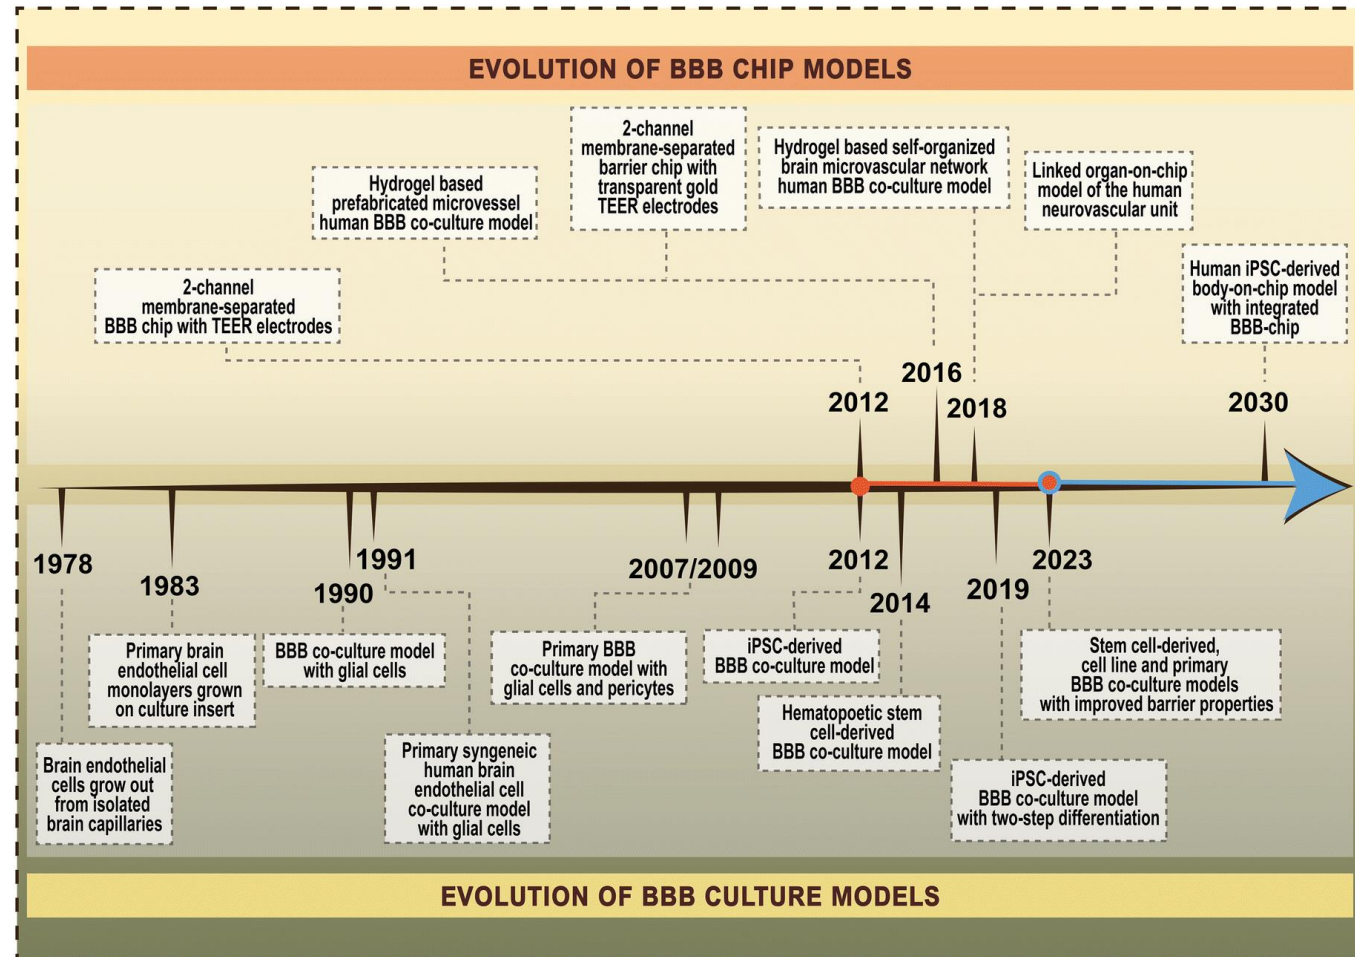 EVOLUTION OF BBB CHIP MODELS
2-channel
membrane-separated
barrier chip with
transparent gold
TEER electrodes
Hydrogel based self-organized
brain microvascular network
human BBB co-culture model
Linked organ-on-chip
model of the human
neurovascular unit
Hydrogel based
prefabricated microvessel
human BBB co-culture model
Human iPSC-derived
body-on-chip model
with integrated
BBB-chip
2-channel
membrane-separated
BBB chip with TEER electrodes
2016
2012
2018
2030
1978
1983
1990
1991
2007/2009
2012
2014
2019
2023
Primary brain
endothelial cell
monolayers grown
on culture insert
BBB co-culture model
with glial cells
Primary BBB
co-culture model with
glial cells and pericytes
iPSC-derived
BBB co-culture model
Stem cell-derived,
cell line and primary
BBB co-culture models
with improved barrier properties
Hematopoetic stem
cell-derived
BBB co-culture model
Brain endothelial
cells grow out
from isolated
brain capillaries
Primary syngeneic
human brain
endothelial cell
co-culture model
with glial cells
iPSC-derived
BBB co-culture model
with two-step differentiation
EVOLUTION OF BBB CULTURE MODELS